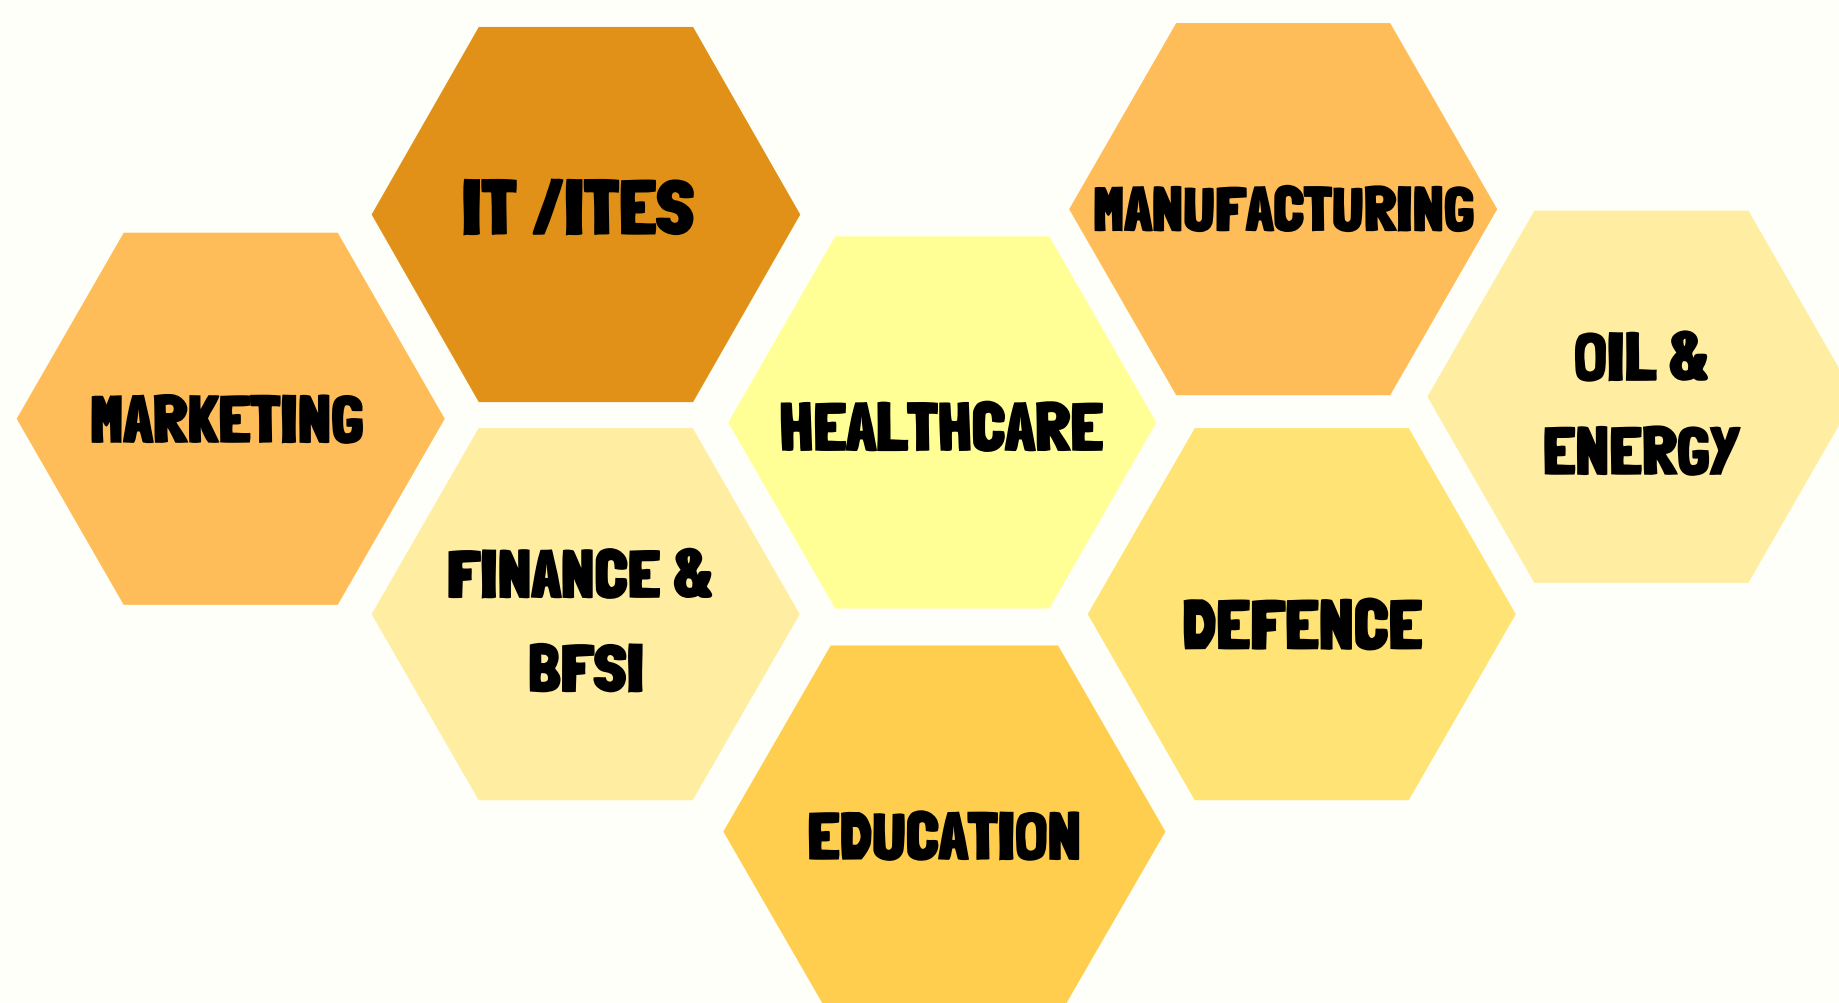 IT /ITES
MANUFACTURING
MARKETING
HEALTHCARE
OIL &
ENERGY
FINANCE &
BFSI
DEFENCE
EDUCATION